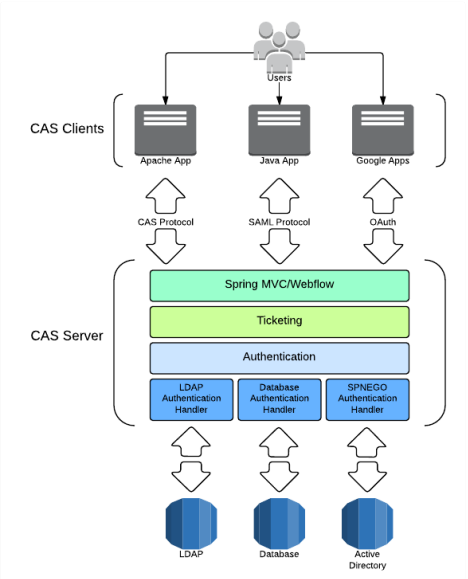 Users
CAS Clients
Apache App
Java App
Google Apps
CAS Protocol
SAML Protocol
OAuth
CAS Server
Spring MVC/Webflow
Ticketing
Authentication
LDAP
Authentication
Handler
Database
Authentication
Handler
SPNEGO
Authentication
Handler
LDAP
Database
Active
Directory